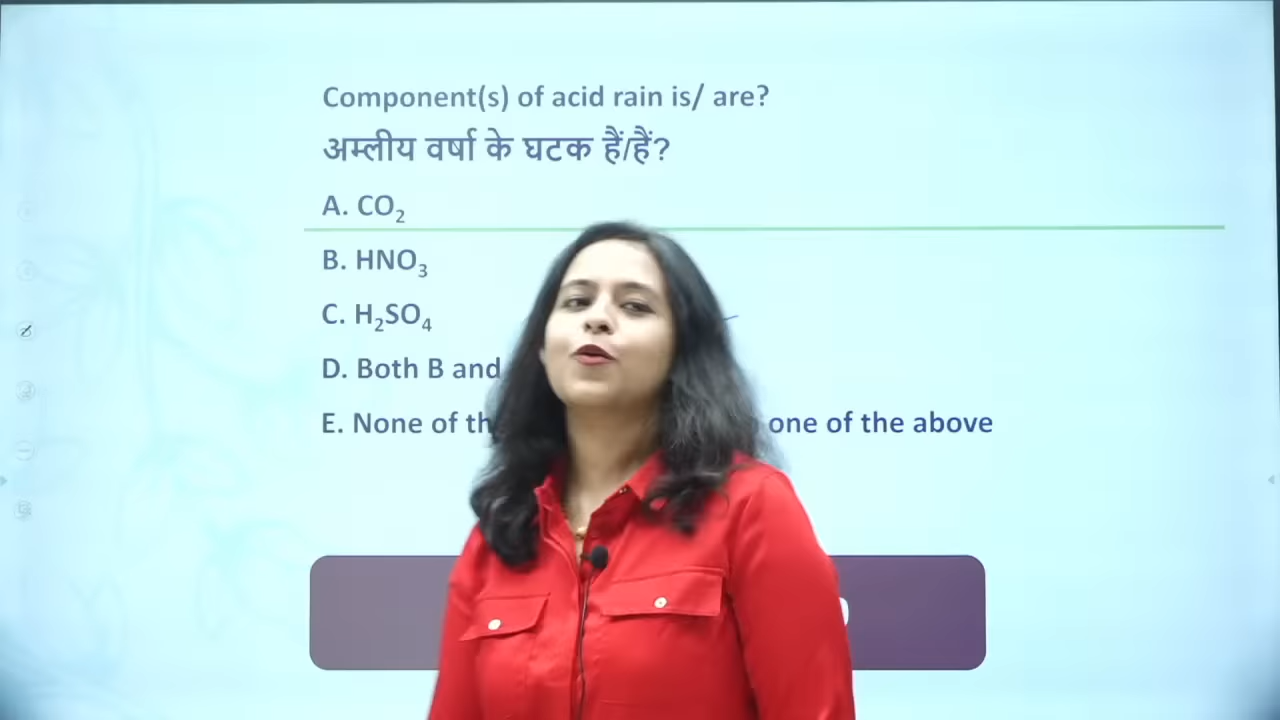 Component(s) of acid rain is/ are?
अम्लीय वर्षा के घटक हैं/हैं?
A. CO₂
B. HNO₃
C. H₂SO₄
D. Both B and
E. None of th one of the above